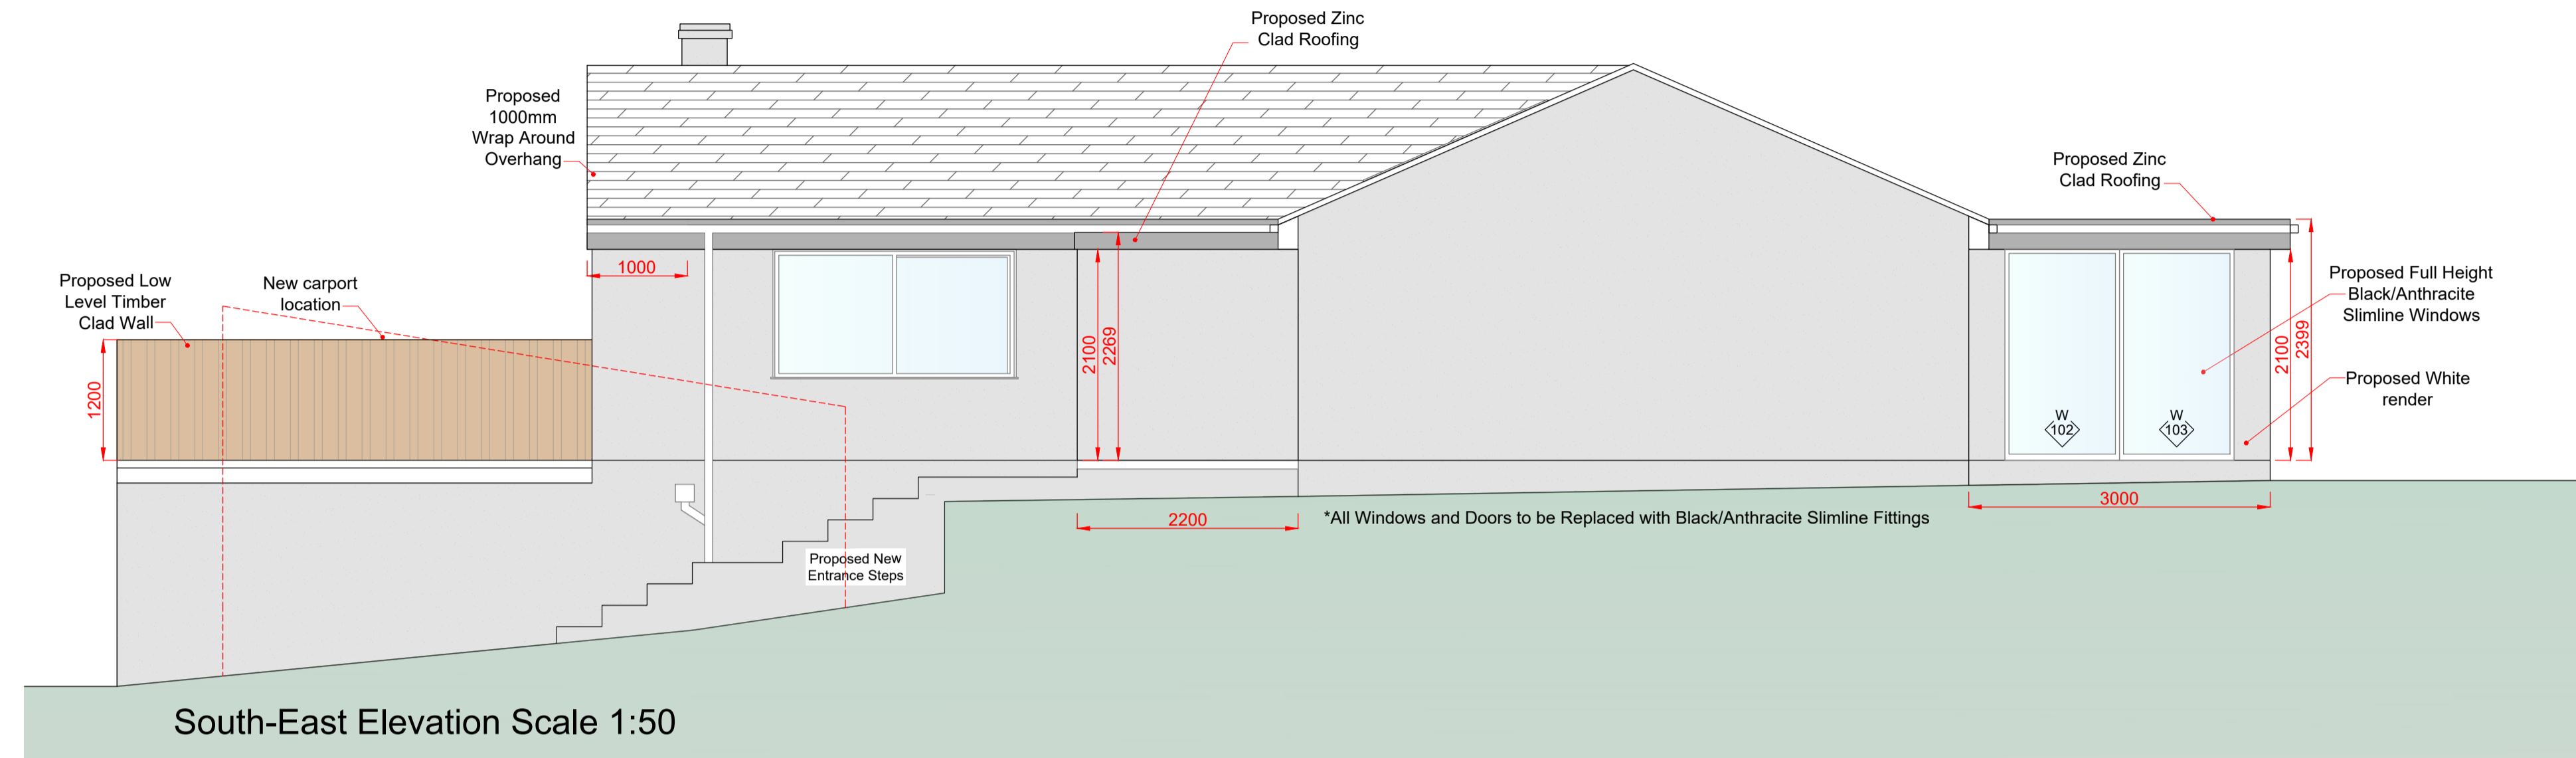 Proposed Zinc
Clad Roofing
Proposed
1000mm
Wrap Around
Overhang
Proposed Zinc
Clad Roofing
Proposed Low
Level Timber
Clad Wall
New carport
location
1000
Proposed Full Height
Black/Anthracite
Slimline Windows
1200
2100
2269
2100
2399
Proposed White
render
W
102
W
103
2200
3000
*All Windows and Doors to be Replaced with Black/Anthracite Slimline Fittings
Proposed New
Entrance Steps
South-East Elevation Scale 1:50